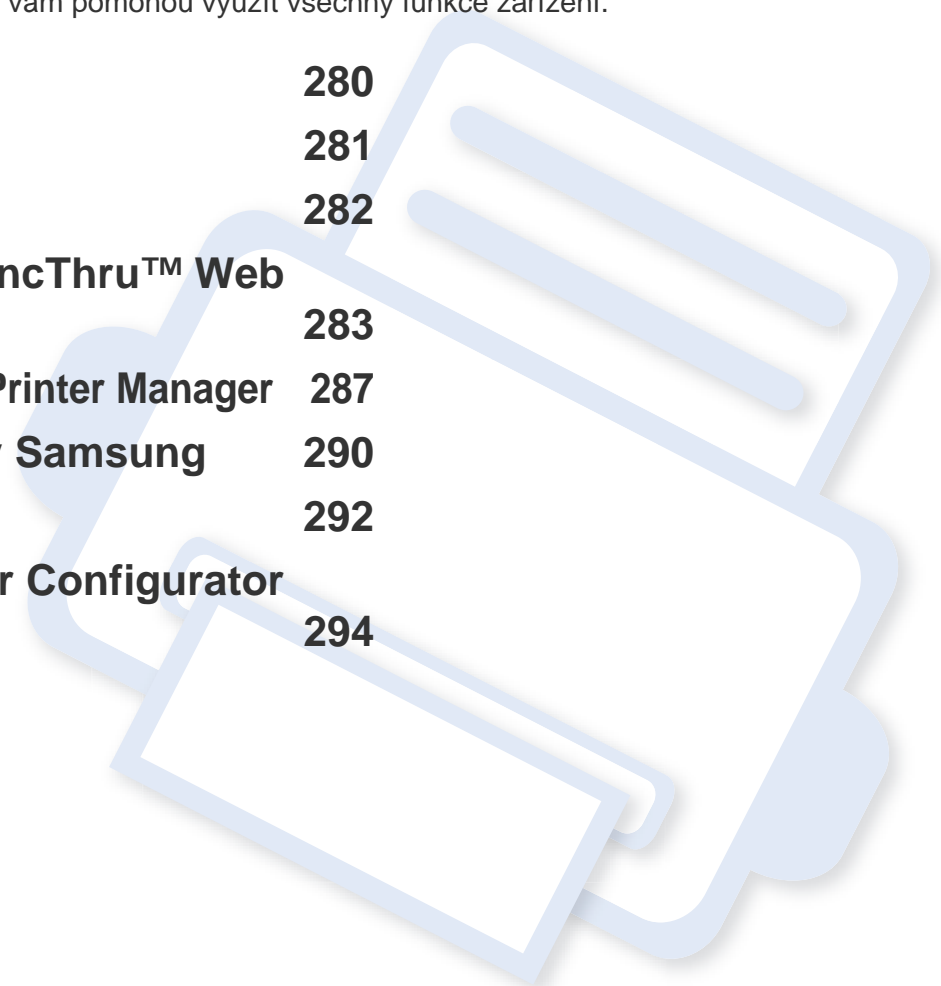 vám pomohou využít všechny funkce zařízení.
280
281
282
ncThru™ Web
283
Printer Manager 287
Samsung 290
292
r Configurator
294